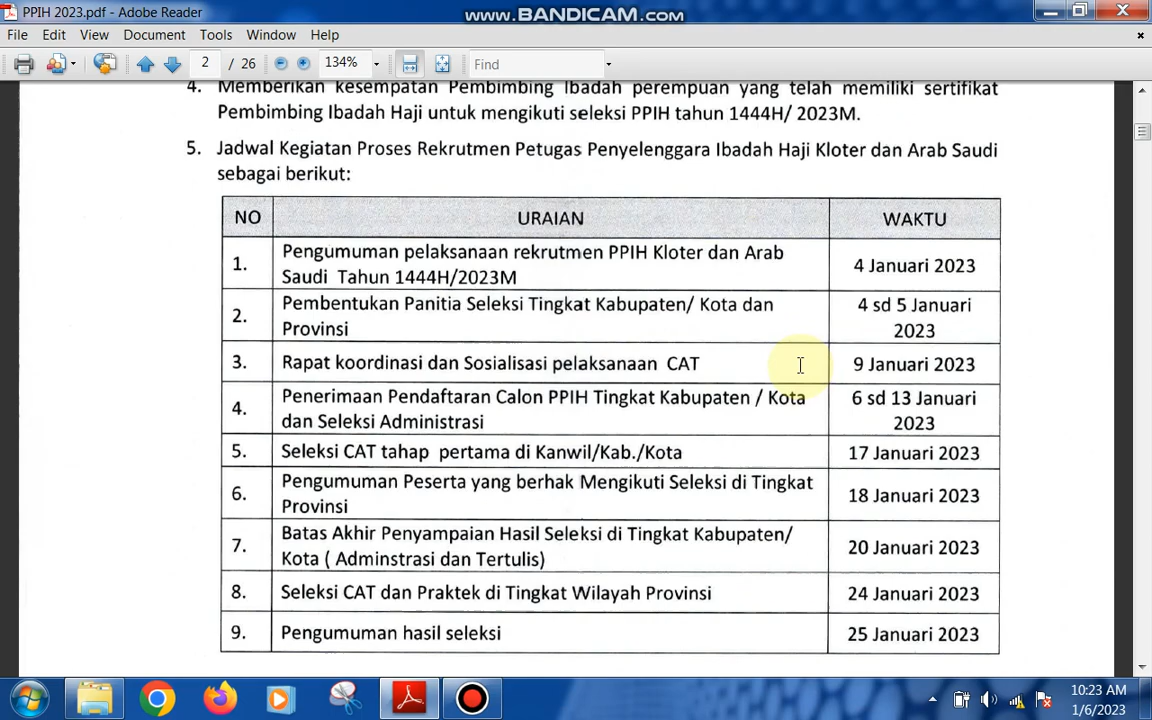 PPIH 2023.pdf - Adobe Reader
www.BANDICAM.com
File Edit View Document Tools Window Help
2 / 26 134% Find
4. Memberikan kesempatan Pembimbing Ibadah perempuan yang telah memiliki sertifikat
Pembimbing Ibadah Haji untuk mengikuti seleksi PPIH tahun 1444H/ 2023M.
5. Jadwal Kegiatan Proses Rekrutmen Petugas Penyelenggara Ibadah Haji Kloter dan Arab Saudi
sebagai berikut:
NO URAIAN WAKTU
1. Pengumuman pelaksanaan rekrutmen PPIH Kloter dan Arab
Saudi Tahun 1444H/2023M 4 Januari 2023
2. Pembentukan Panitia Seleksi Tingkat Kabupaten/ Kota dan
Provinsi 4 sd 5 Januari
2023
3. Rapat koordinasi dan Sosialisasi pelaksanaan CAT 9 Januari 2023
4. Penerimaan Pendaftaran Calon PPIH Tingkat Kabupaten / Kota
dan Seleksi Administrasi 6 sd 13 Januari
2023
5. Seleksi CAT tahap pertama di Kanwil/Kab./Kota 17 Januari 2023
6. Pengumuman Peserta yang berhak Mengikuti Seleksi di Tingkat
Provinsi 18 Januari 2023
7. Batas Akhir Penyampaian Hasil Seleksi di Tingkat Kabupaten/
Kota ( Adminstrasi dan Tertulis) 20 Januari 2023
8. Seleksi CAT dan Praktek di Tingkat Wilayah Provinsi 24 Januari 2023
9. Pengumuman hasil seleksi 25 Januari 2023
10:23 AM
1/6/2023